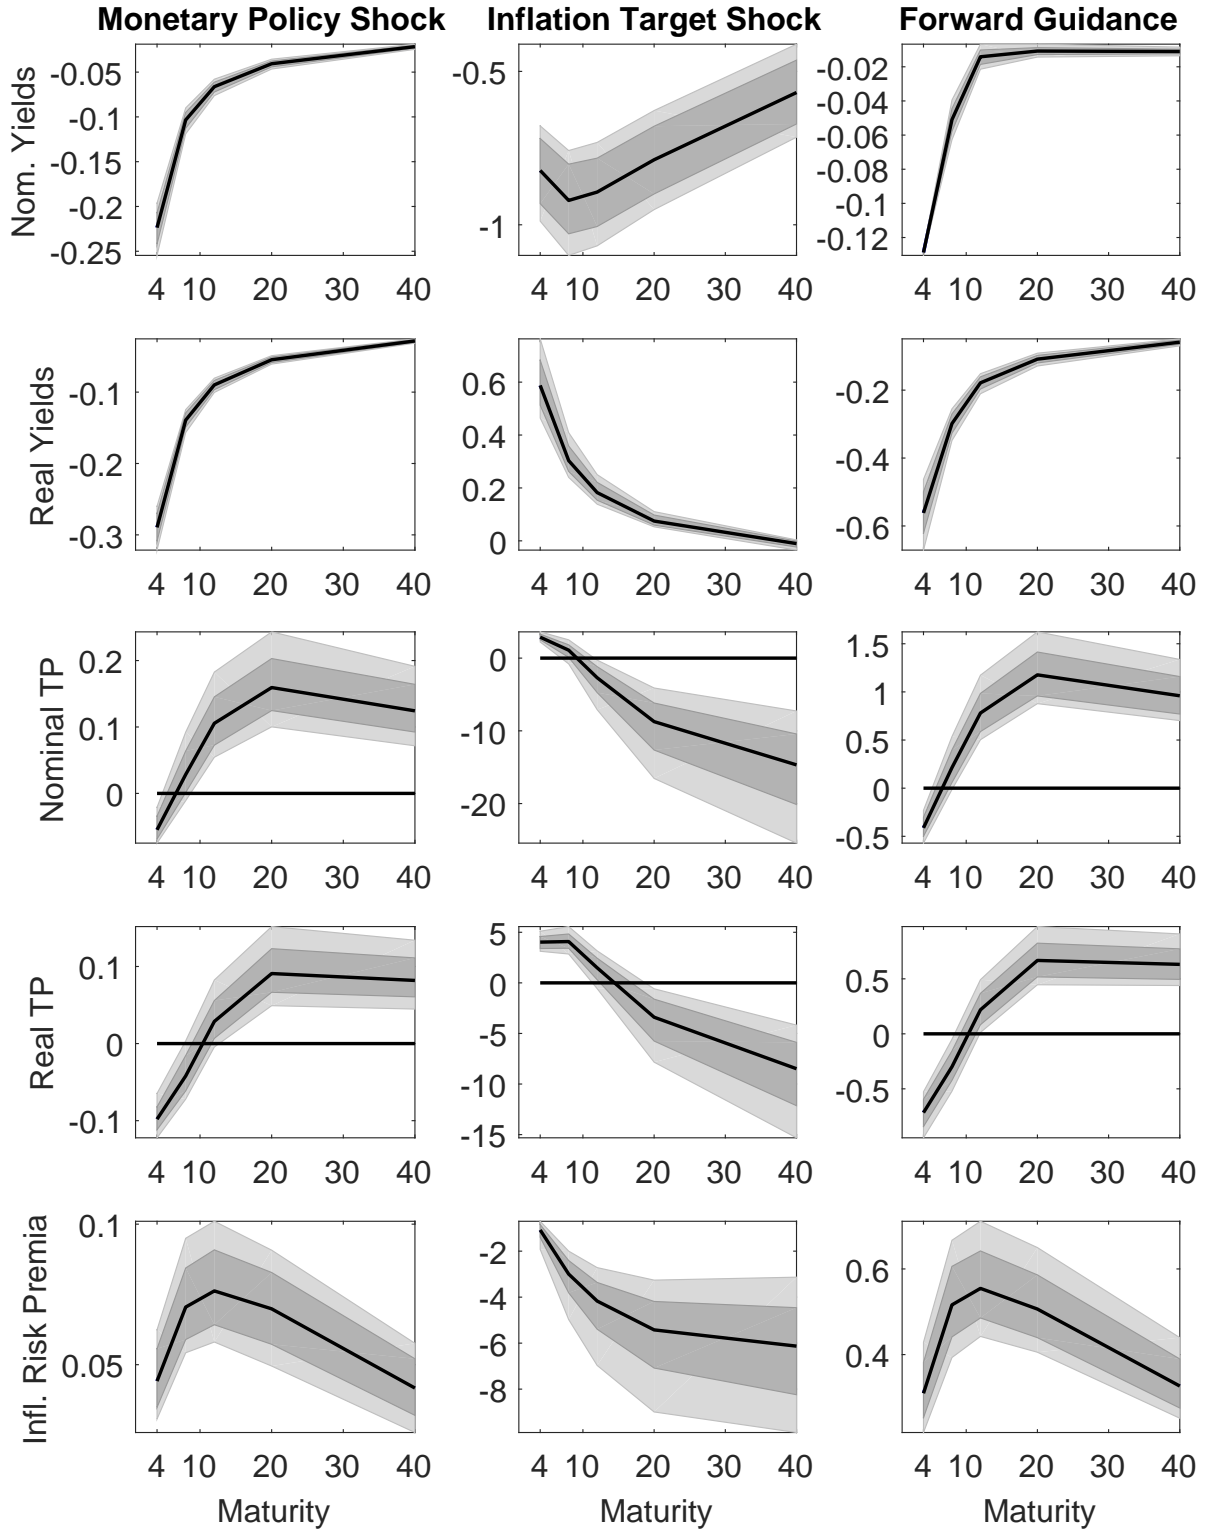 Monetary Policy Shock Inflation Target Shock Forward Guidance
Nom. Yields
-0.05
-0.1
-0.15
-0.2
-0.25
4 10 20 30 40
-0.5
-1
4 10 20 30 40
-0.02
-0.04
-0.06
-0.08
-0.1
-0.12
4 10 20 30 40
Real Yields
-0.1
-0.2
-0.3
4 10 20 30 40
0.6
0.4
0.2
0
4 10 20 30 40
-0.2
-0.4
-0.6
4 10 20 30 40
Nominal TP
0.2
0.1
0
4 10 20 30 40
0
-10
-20
4 10 20 30 40
1.5
1
0.5
0
-0.5
4 10 20 30 40
Real TP
0.1
0
-0.1
4 10 20 30 40
5
0
-5
-10
-15
4 10 20 30 40
0.5
0
-0.5
4 10 20 30 40
Infl. Risk Premia
0.1
0.05
4 10 20 30 40
Maturity
-2
-4
-6
-8
4 10 20 30 40
Maturity
0.6
0.4
4 10 20 30 40
Maturity